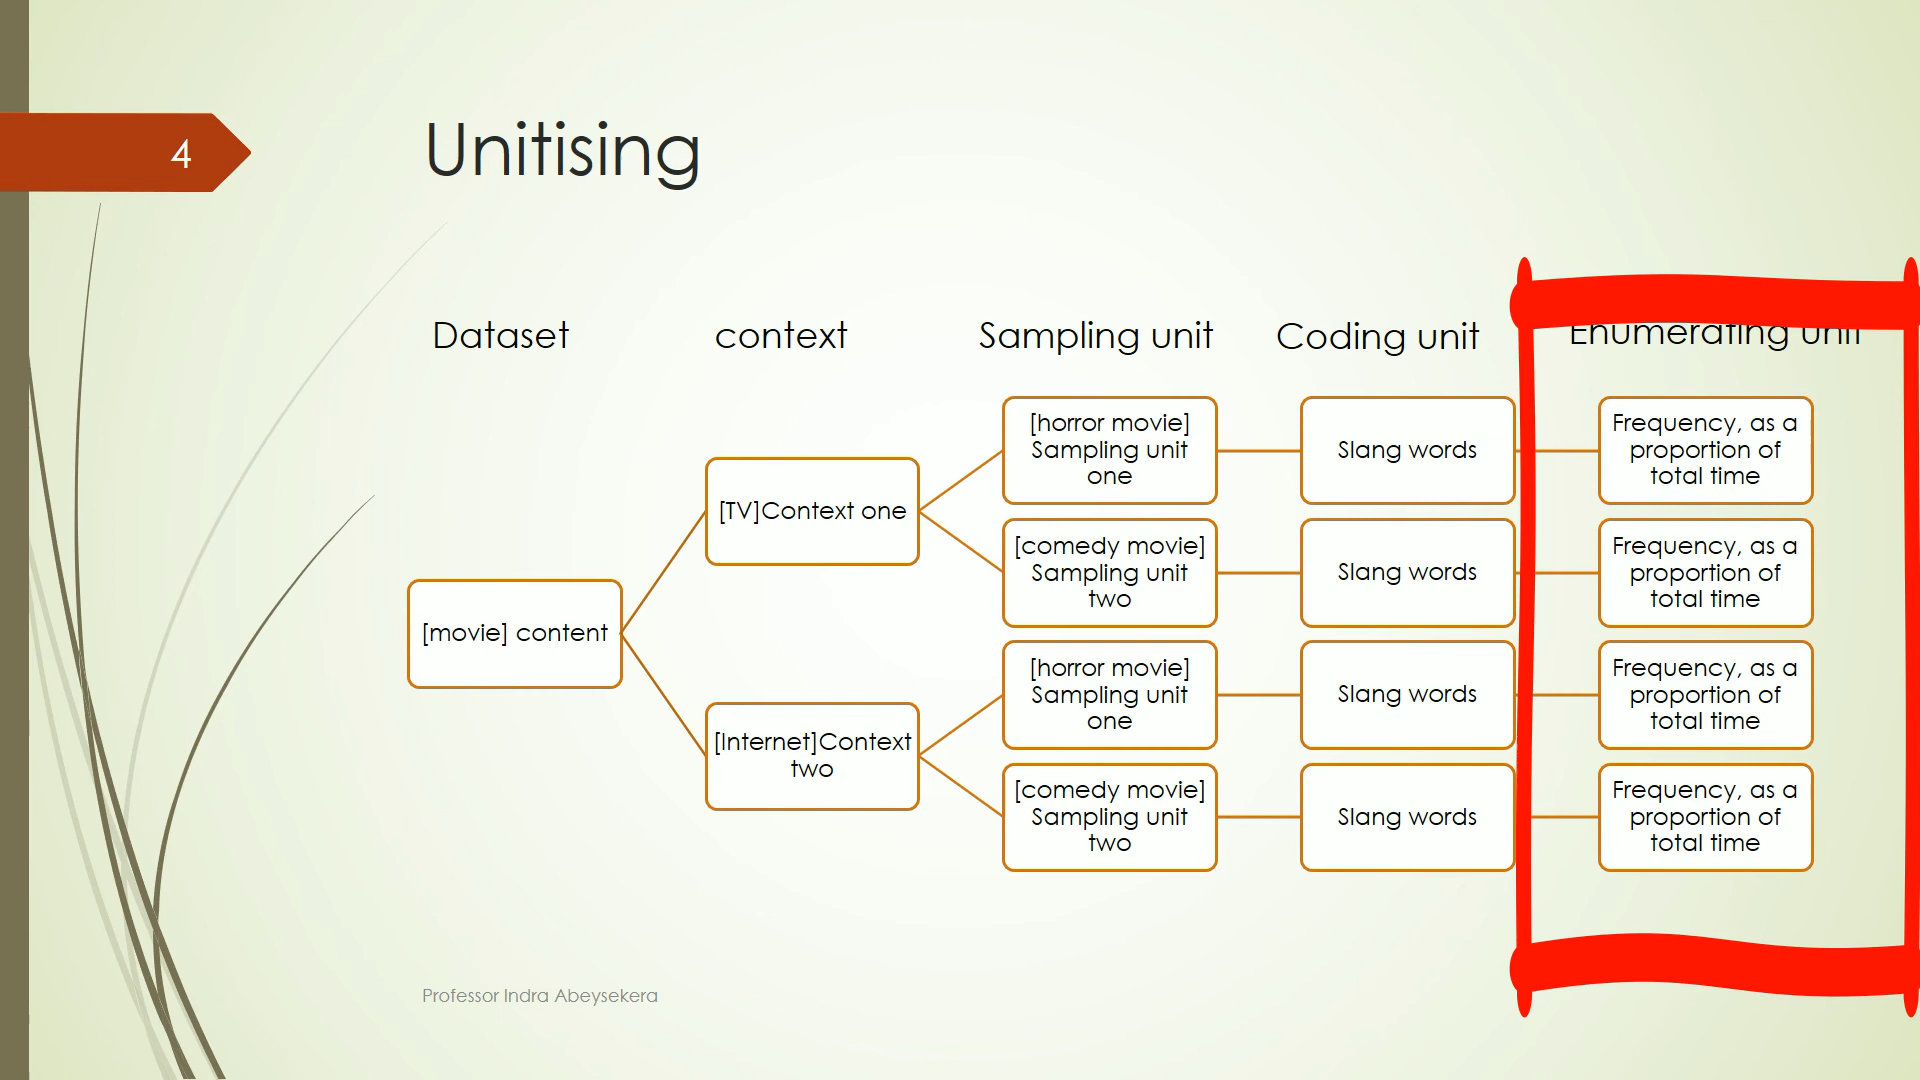 4
Unitising
Dataset
context
Sampling unit
Coding unit
Enumerating unit
[movie] content
[TV]Context one
[Internet]Context
two
[horror movie]
Sampling unit
one
[comedy movie]
Sampling unit
two
[horror movie]
Sampling unit
one
[comedy movie]
Sampling unit
two
Slang words
Slang words
Slang words
Slang words
Frequency, as a
proportion of
total time
Frequency, as a
proportion of
total time
Frequency, as a
proportion of
total time
Frequency, as a
proportion of
total time
Professor Indra Abeysekera